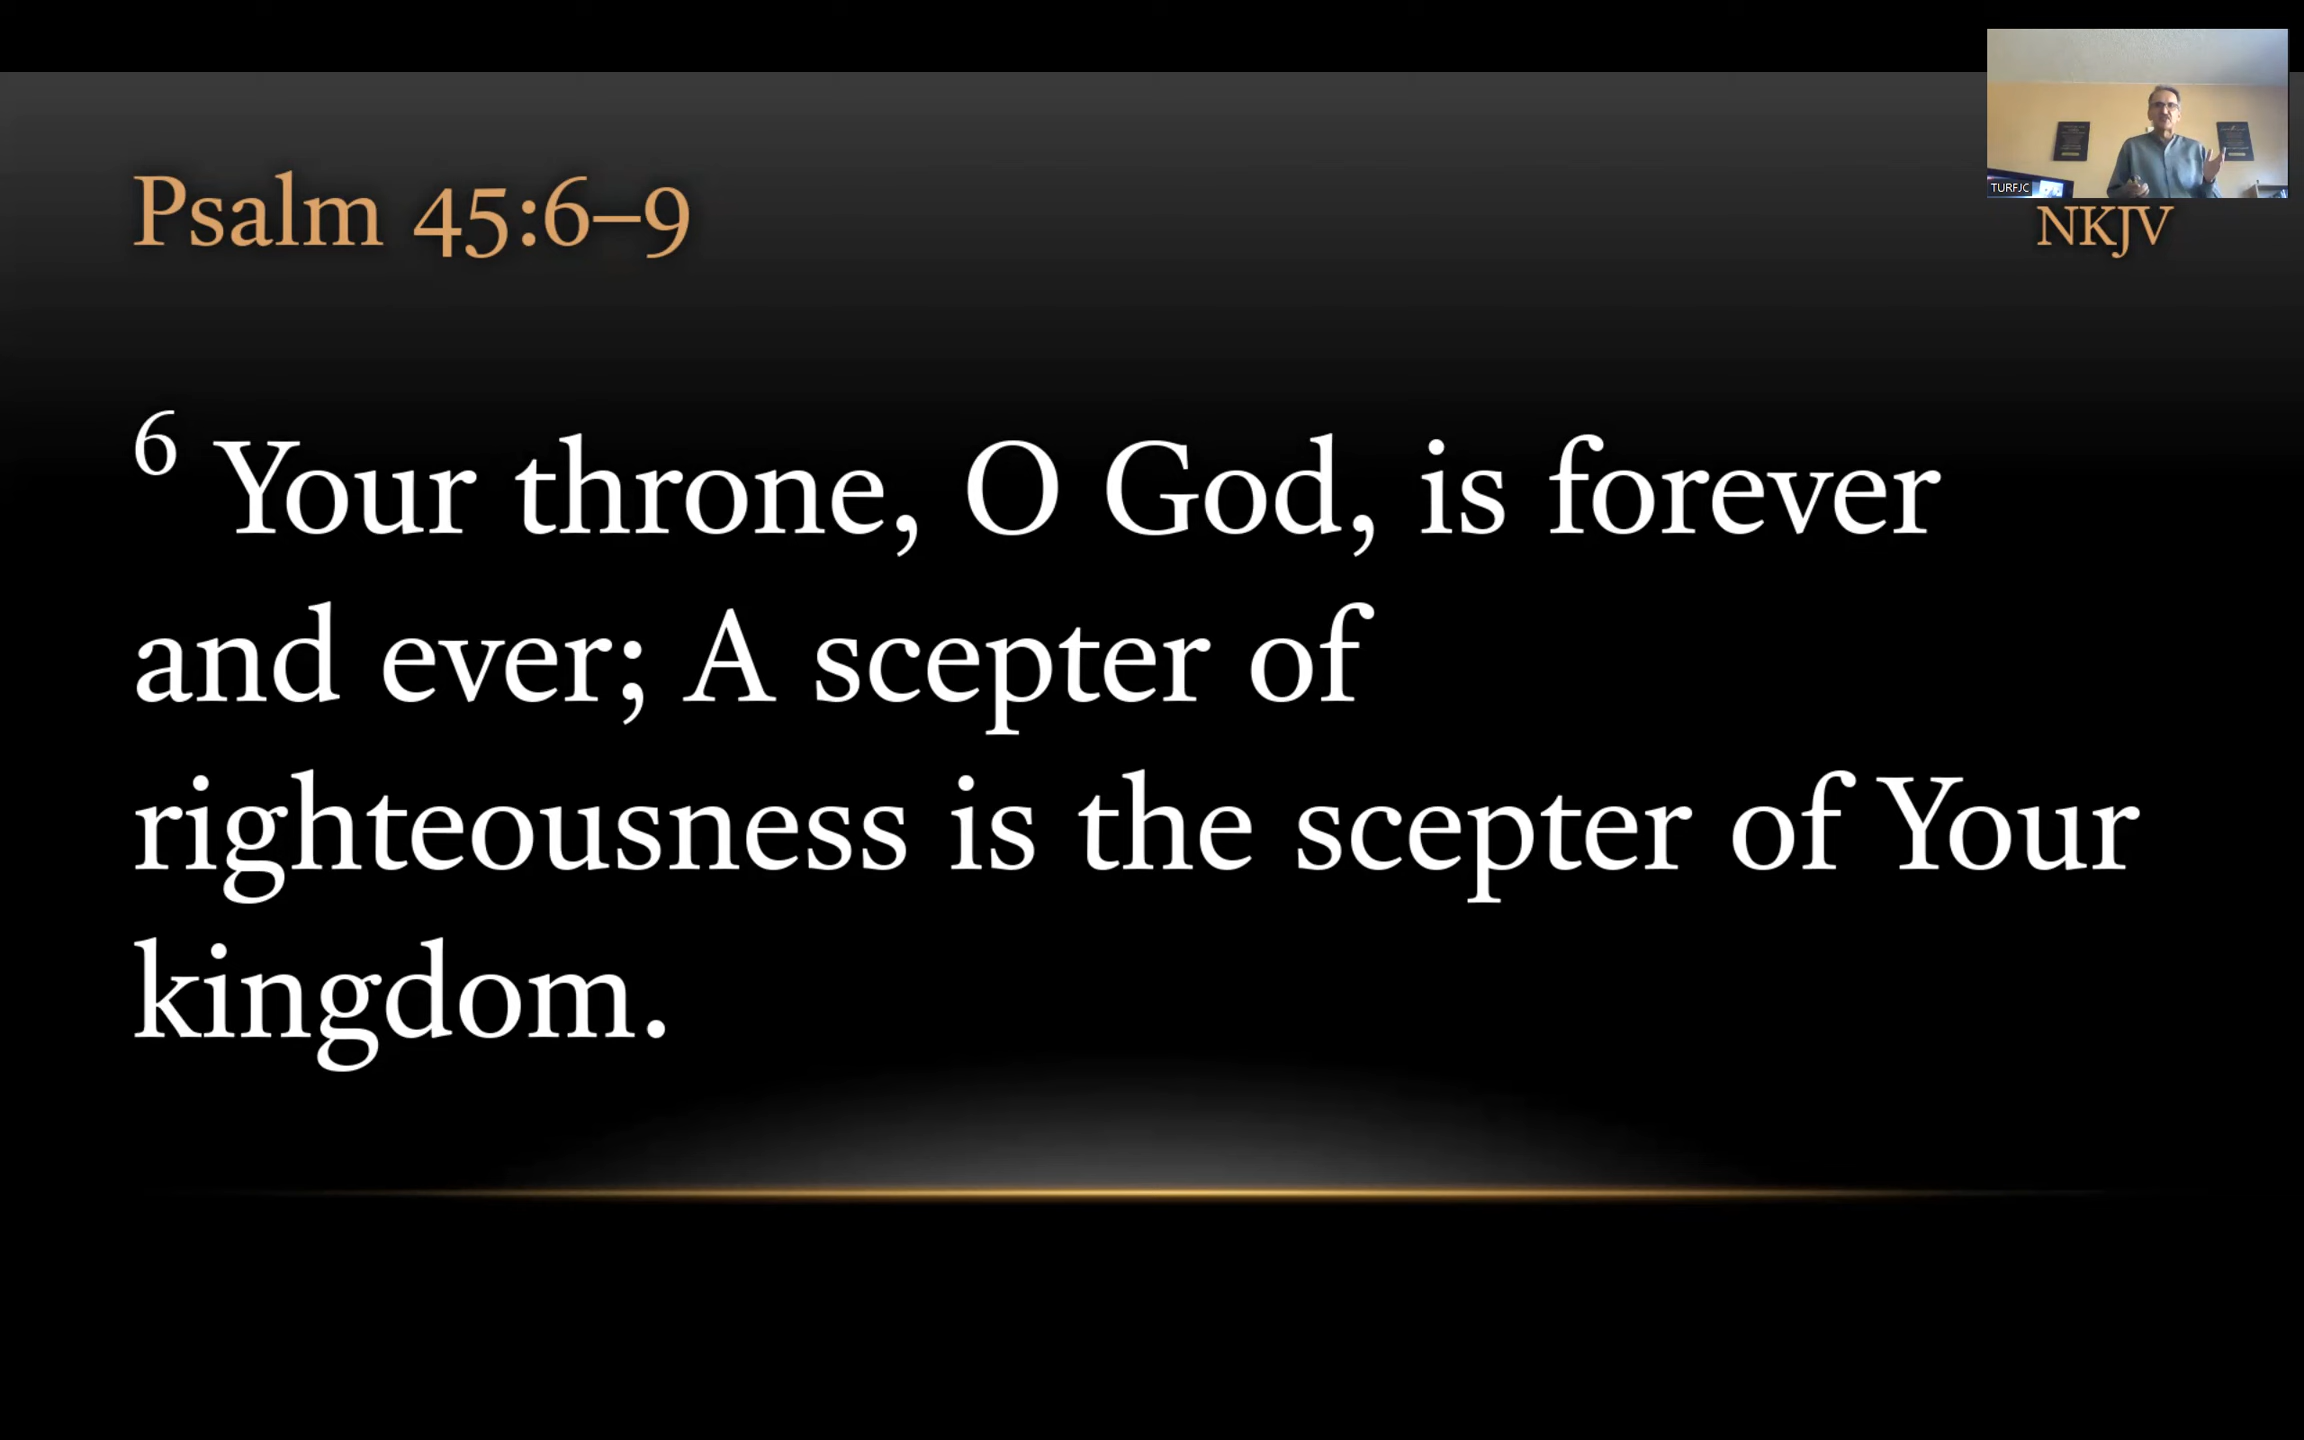 TURFJC
Psalm 45:6–9
NKJV
6 Your throne, O God, is forever
and ever; A scepter of
righteousness is the scepter of Your
kingdom.